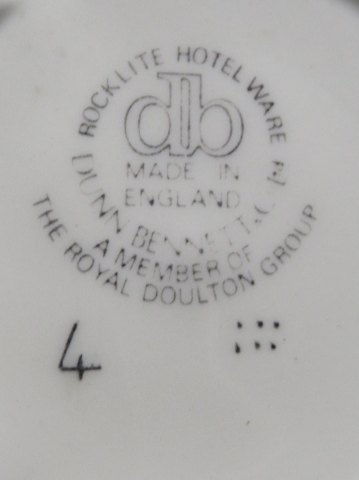 ROCKLITE HOTEL WARE
db
MADE IN
ENGLAND
DUNN BENNETT & C
A MEMBER OF
THE ROYAL DOULTON GROUP
4